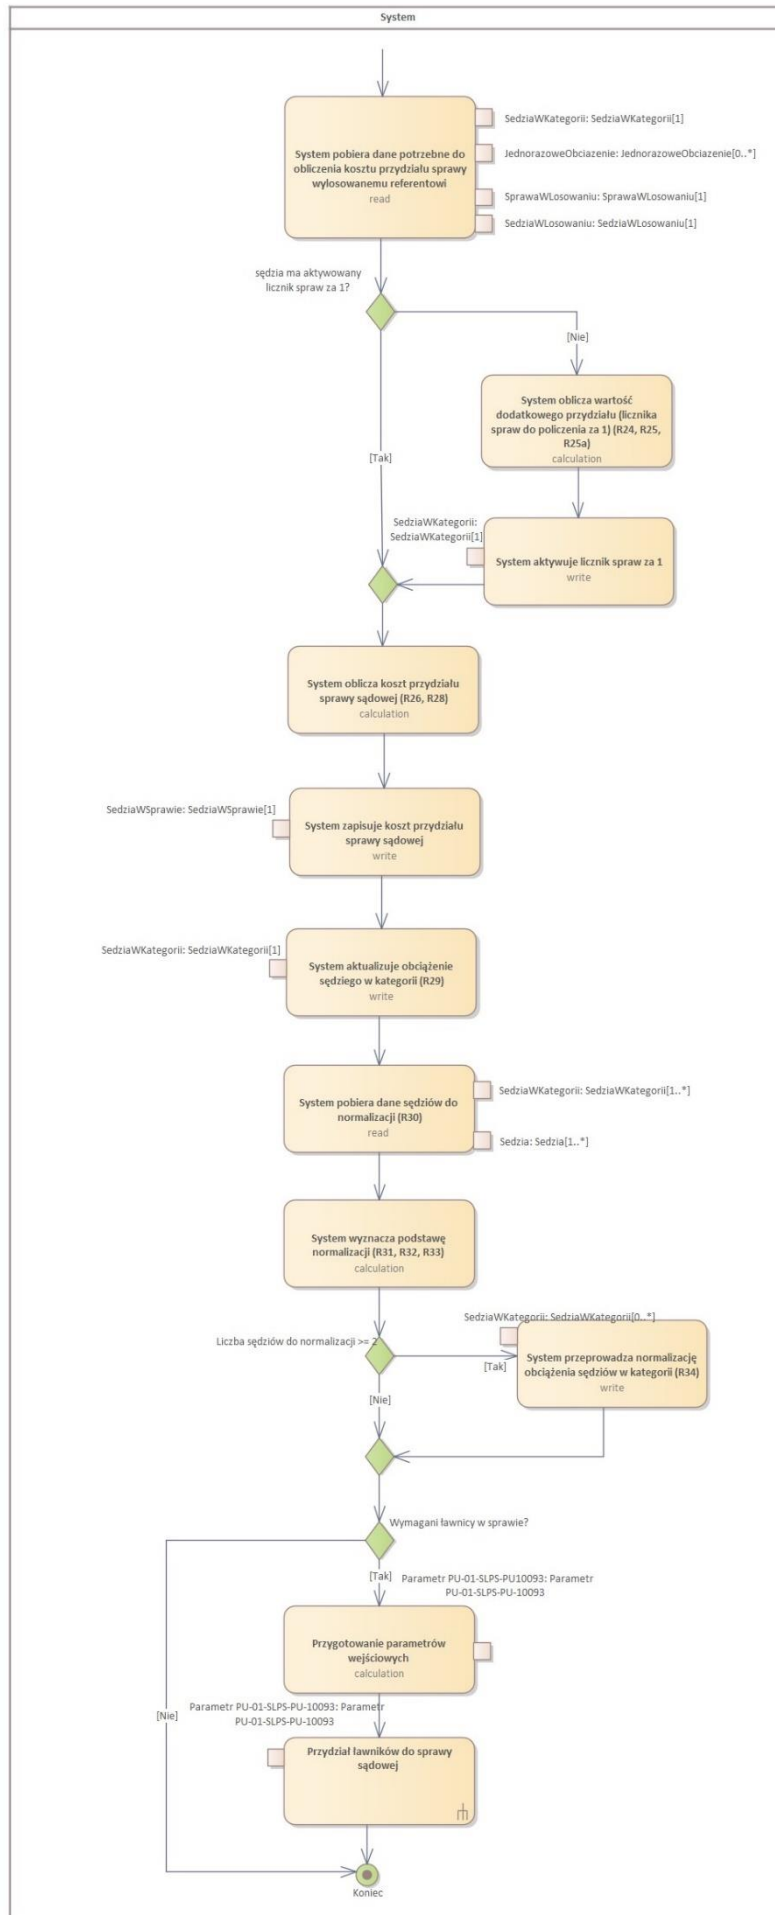 System
System pobiera dane potrzebne do
obliczenia kosztu przydziału sprawy
wylosowanemu referentowi
read
SedziaWKategorii: SedziaWKategorii[1]
JednorazoweObciazenie: JednorazoweObciazenie[0..*]
SprawaWLosowaniu: SprawaWLosowaniu[1]
SedziaWLosowaniu: SedziaWLosowaniu[1]
sędzia ma aktywowany
licznik spraw za 1?
[Nie]
System oblicza wartość
dodatkowego przydziału (licznika
spraw do policzenia za 1) (R24, R25,
R25a)
calculation
[Tak]
SedziaWKategorii:
SedziaWKategorii[1]
System aktywuje licznik spraw za 1
write
System oblicza koszt przydziału
sprawy sądowej (R26, R28)
calculation
SedziaWSprawie: SedziaWSprawie[1]
System zapisuje koszt przydziału
sprawy sądowej
write
SedziaWKategorii: SedziaWKategorii[1]
System aktualizuje obciążenie
sędziego w kategorii (R29)
write
System pobiera dane sędziów do
normalizacji (R30)
read
SedziaWKategorii: SedziaWKategorii[1..*]
Sedzia: Sedzia[1..*]
System wyznacza podstawę
normalizacji (R31, R32, R33)
calculation
SedziaWKategorii: SedziaWKategorii[0..*]
Liczba sędziów do normalizacji >= 2
[Tak]
System przeprowadza normalizację
obciążenia sędziów w kategorii (R34)
write
[Nie]
Wymagani ławnicy w sprawie?
[Tak]
Parametr PU-01-SLPS-PU10093: Parametr
PU-01-SLPS-PU-10093
Przygotowanie parametrów
wejściowych
calculation
[Nie]
Parametr PU-01-SLPS-PU-10093: Parametr
PU-01-SLPS-PU-10093
Przydział ławników do sprawy
sądowej
Koniec